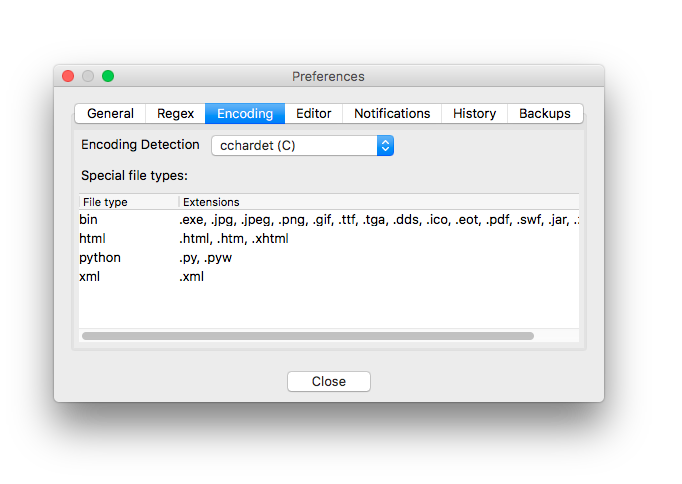 Preferences
General Regex Encoding Editor Notifications History Backups
Encoding Detection cchardet (C)
Special file types:
File type Extensions
bin .exe, .jpg, .jpeg, .png, .gif, .ttf, .tga, .dds, .ico, .eot, .pdf, .swf, .jar,
html .html, .htm, .xhtml
python .py, .pyw
xml .xml
Close